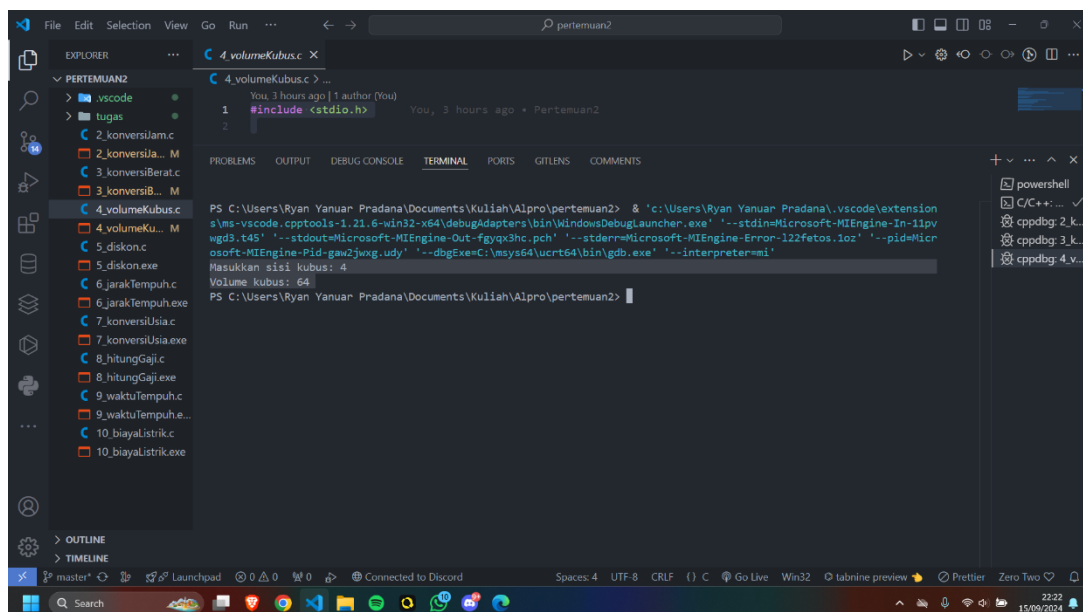 File Edit Selection View Go Run ··· pertemuan2
EXPLORER ···
PERTEMUAN2
.vscode
tugas
2_konversiJam.c
2_konversiJa... M
3_konversiBerat.c
3_konversiB... M
4_volumeKubus.c
4_volumeKu... M
5_diskon.c
5_diskon.exe
6_jarakTempuh.c
6_jarakTempuh.exe
7_konversiUsia.c
7_konversiUsia.exe
8_hitungGaji.c
8_hitungGaji.exe
9_waktuTempuh.c
9_waktuTempuh.e...
10_biayaListrik.c
10_biayaListrik.exe
OUTLINE
TIMELINE
14
4_volumeKubus.c ×
4_volumeKubus.c > ...
You, 3 hours ago | 1 author (You)
1 #include <stdio.h> You, 3 hours ago • Pertemuan2
2
PROBLEMS OUTPUT DEBUG CONSOLE TERMINAL PORTS GITLENS COMMENTS
PS C:\Users\Ryan Yanuar Pradana\Documents\Kuliah\Alpro\pertemuan2> & 'c:\Users\Ryan Yanuar Pradana\.vscode\extension
s\ms-vscode.cpptools-1.21.6-win32-x64\debugAdapters\bin\WindowsDebugLauncher.exe' '--stdin=Microsoft-MIEngine-In-11pv
wgd3.t45' '--stdout=Microsoft-MIEngine-Out-fgyqx3hc.pch' '--stderr=Microsoft-MIEngine-Error-l22fetos.1oz' '--pid=Micr
osoft-MIEngine-Pid-gaw2jwxg.udy' '--dbgExe=C:\msys64\ucrt64\bin\gdb.exe' '--interpreter=mi'
Masukkan sisi kubus: 4
Volume kubus: 64
PS C:\Users\Ryan Yanuar Pradana\Documents\Kuliah\Alpro\pertemuan2>
powershell
C/C++: ...
cppdbg: 2_k...
cppdbg: 3_k...
cppdbg: 4_v...
master* Launchpad 0 0 0 Connected to Discord Spaces: 4 UTF-8 CRLF {} C Go Live Win32 tabnine preview Prettier Zero Two
Search 10 22:22
15/09/2024